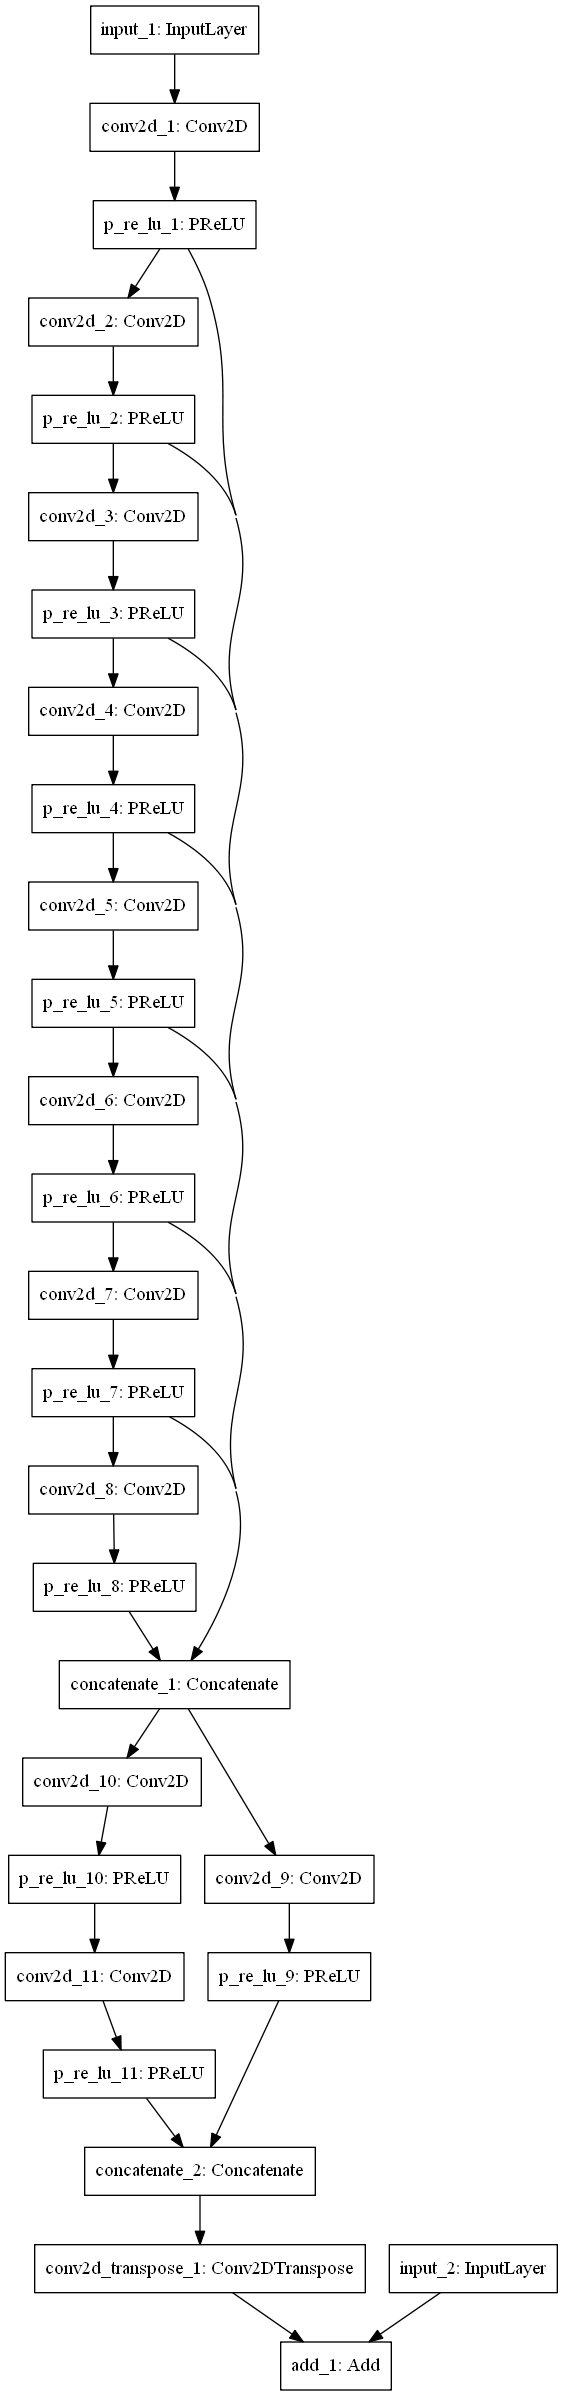 input_1: InputLayer
conv2d_1: Conv2D
p_re_lu_1: PReLU
conv2d_2: Conv2D
p_re_lu_2: PReLU
conv2d_3: Conv2D
p_re_lu_3: PReLU
conv2d_4: Conv2D
p_re_lu_4: PReLU
conv2d_5: Conv2D
p_re_lu_5: PReLU
conv2d_6: Conv2D
p_re_lu_6: PReLU
conv2d_7: Conv2D
p_re_lu_7: PReLU
conv2d_8: Conv2D
p_re_lu_8: PReLU
concatenate_1: Concatenate
conv2d_10: Conv2D
p_re_lu_10: PReLU
conv2d_9: Conv2D
conv2d_11: Conv2D
p_re_lu_9: PReLU
p_re_lu_11: PReLU
concatenate_2: Concatenate
conv2d_transpose_1: Conv2DTranspose
input_2: InputLayer
add_1: Add